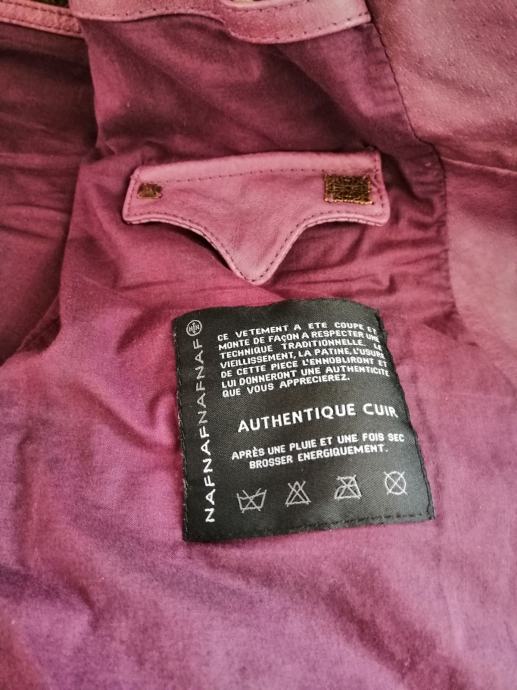 NAFNAFNAFNAF
CE VETEMENT A ETE COUPE ET
MONTE DE FAÇON A RESPECTER UNE
TECHNIQUE TRADITIONNELLE. LE
VIEILLISSEMENT, LA PATINE, L'USURE
DE CETTE PIECE L'ENNOBLIRONT ET
LUI DONNERONT UNE AUTHENTICITE
QUE VOUS APPRECIEREZ.
AUTHENTIQUE CUIR
APRÈS UNE PLUIE ET UNE FOIS SEC
BROSSER ENERGIQUEMENT.